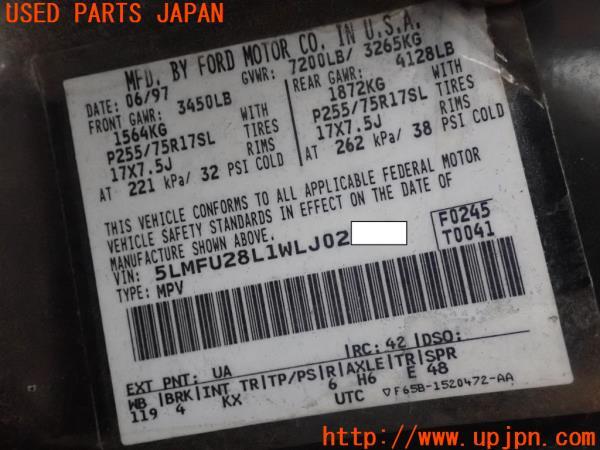 USED PARTS JAPAN
MFD. BY FORD MOTOR CO. IN U.S.A.
DATE: 06/97 GVWR: 7200LB/ 3265KG
FRONT GAWR: 3450LB REAR GAWR: 4128LB
1564KG WITH 1872KG WITH
P255/75R17SL TIRES P255/75R17SL TIRES
17X7.5J RIMS 17X7.5J RIMS
AT 221 kPa/ 32 PSI COLD AT 262 kPa/ 38 PSI COLD
THIS VEHICLE CONFORMS TO ALL APPLICABLE FEDERAL MOTOR
VEHICLE SAFETY STANDARDS IN EFFECT ON THE DATE OF
MANUFACTURE SHOWN ABOVE.
VIN: 5LMFU28L1WLJ02 F0245
TYPE: MPV T0041
EXT PNT: UA RC: 42 DSO:
WB BRK INT TR TP/PS R AXLE TR SPR
119 4 KX 6 H6 E 48
UTC ▽F65B-1520472-AA
http://www.upjpn.com